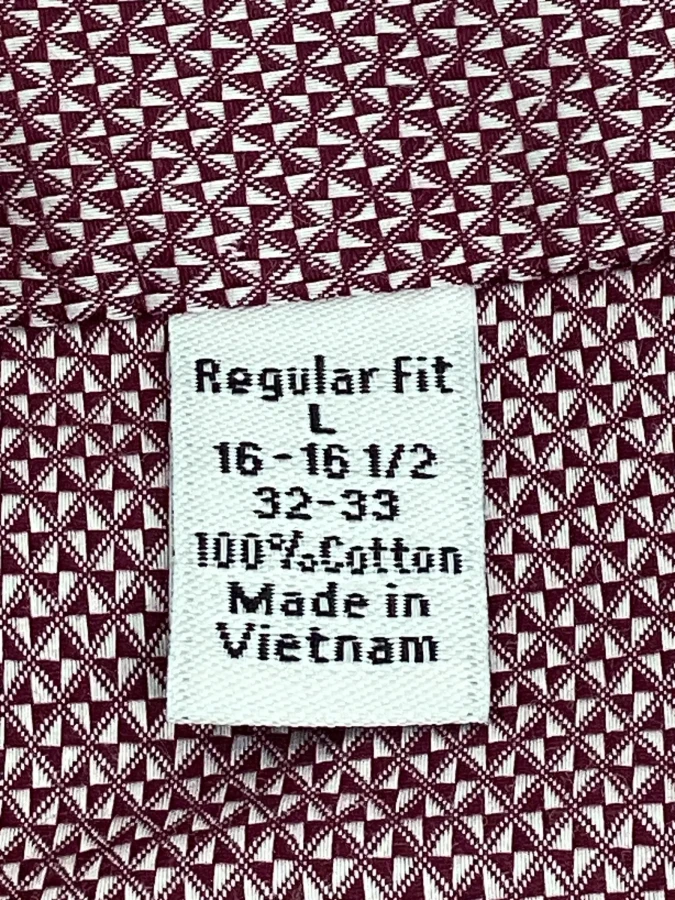 Regular Fit
L
16-16 1/2
32-33
100%Cotton
Made in
Vietnam